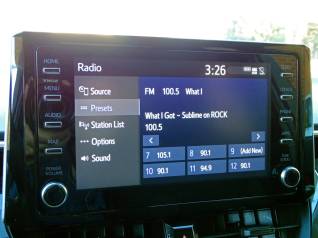 Radio
3:26
HOME
MENU
AUDIO
POWER
VOLUME
Source
Presets
Station List
Options
Sound
FM 100.5 What I
What I Got ~ Sublime on ROCK
100.5
< >
7 105.1 8 90.1 9 (Add New)
10 90.1 11 94.9 12 90.1